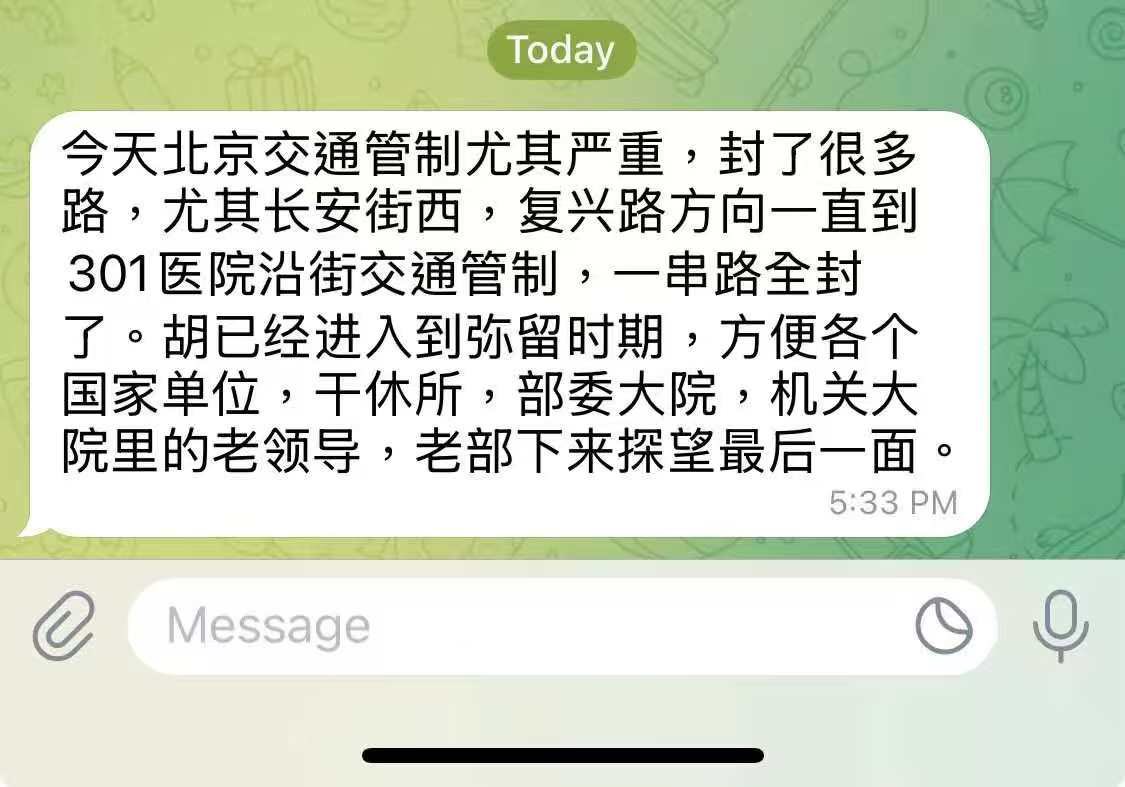 Today
今天北京交通管制尤其严重，封了很多
路，尤其长安街西，复兴路方向一直到
301医院沿街交通管制，一串路全封
了。胡已经进入到弥留时期，方便各个
国家单位，干休所，部委大院，机关大
院里的老领导，老部下来探望最后一面。
5:33 PM
Message